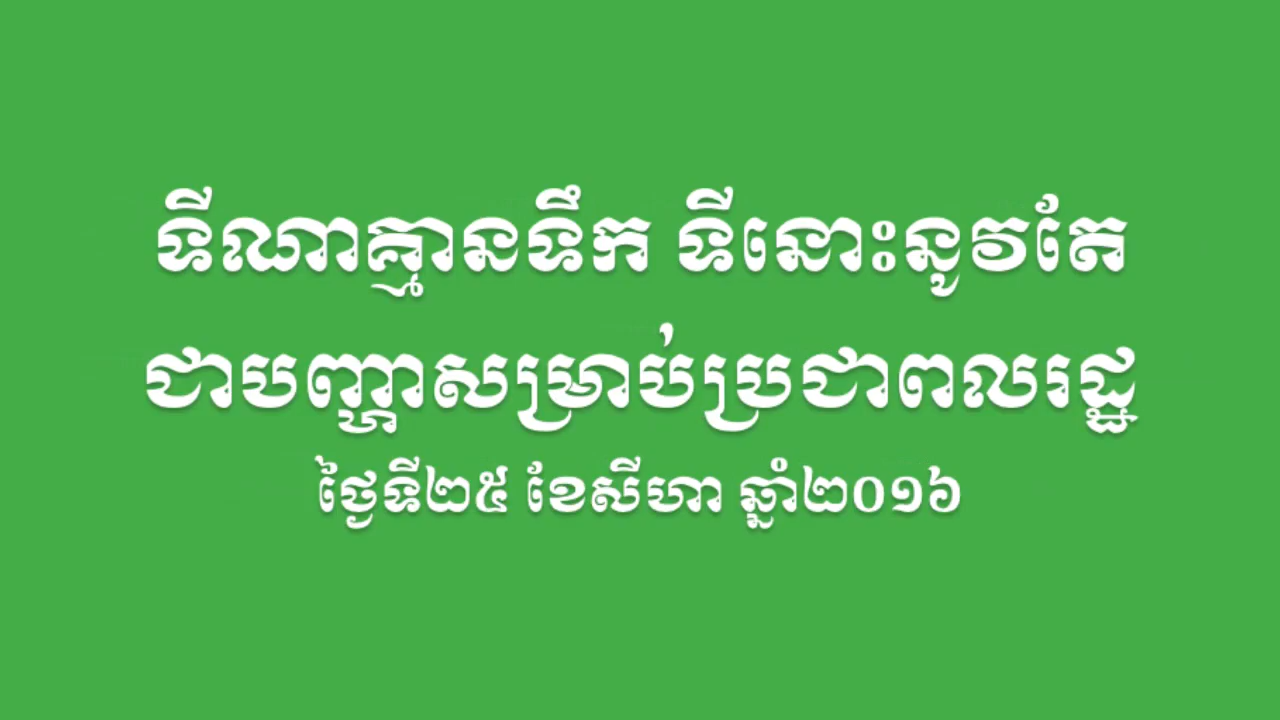 ទីណាគ្មានទឹក ទីនោះនូវតែ
ជាបញ្ហាសម្រាប់ប្រជាពលរដ្ឋ
ថ្ងៃទី២៥ ខែសីហា ឆ្នាំ២០១៦